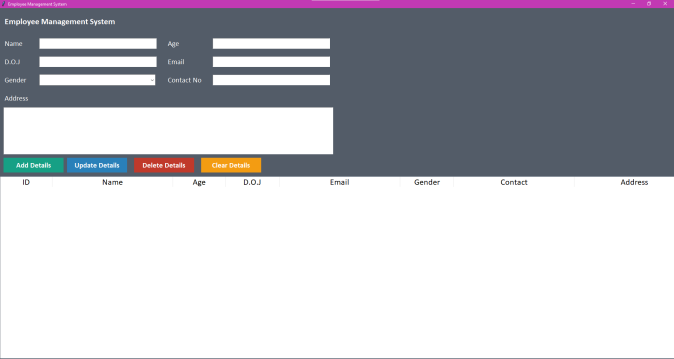 Employee Management System
Employee Management System
Name Age
D.O.J Email
Gender Contact No
Address
Add Details Update Details Delete Details Clear Details
ID Name Age D.O.J Email Gender Contact Address